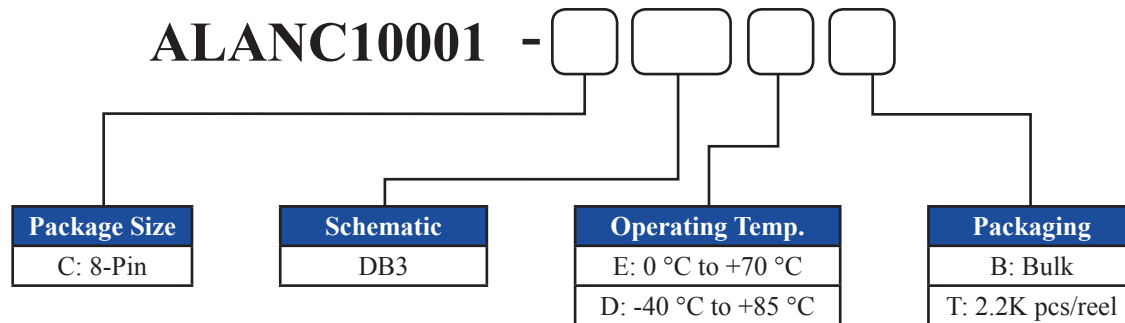 ALANC10001 -
Package Size
C: 8-Pin
Schematic
DB3
Operating Temp.
E: 0 °C to +70 °C
D: -40 °C to +85 °C
Packaging
B: Bulk
T: 2.2K pcs/reel